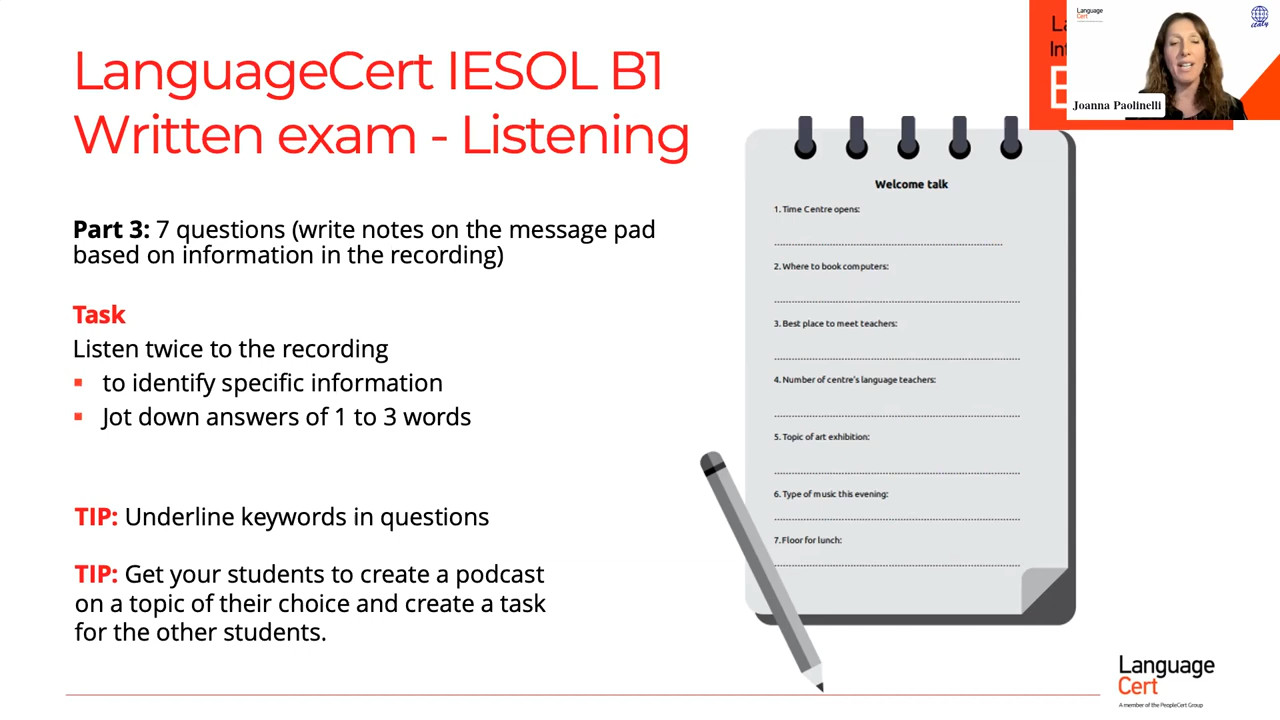 LanguageCert IESOL B1
Written exam - Listening
Part 3: 7 questions (write notes on the message pad
based on information in the recording)
Task
Listen twice to the recording
▪ to identify specific information
▪ Jot down answers of 1 to 3 words
TIP: Underline keywords in questions
TIP: Get your students to create a podcast
on a topic of their choice and create a task
for the other students.
Welcome talk
1. Time Centre opens:
2. Where to book computers:
3. Best place to meet teachers:
4. Number of centre's language teachers:
5. Topic of art exhibition:
6. Type of music this evening:
7. Floor for lunch:
Language
Cert
Joanna Paolinelli
Language
Cert
A member of the PeopleCert Group